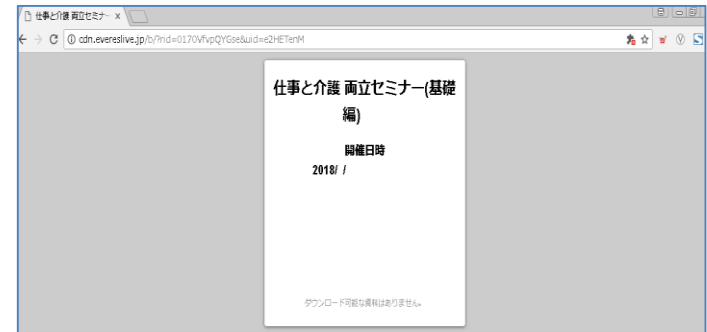 仕事と介護 両立セミナー ×
cdn.evereslive.jp/b/?rid=0170VfvpQYGse&uid=e2HETenM
仕事と介護 両立セミナー(基礎
編)
開催日時
2018/ /
ダウンロード可能な資料はありません。